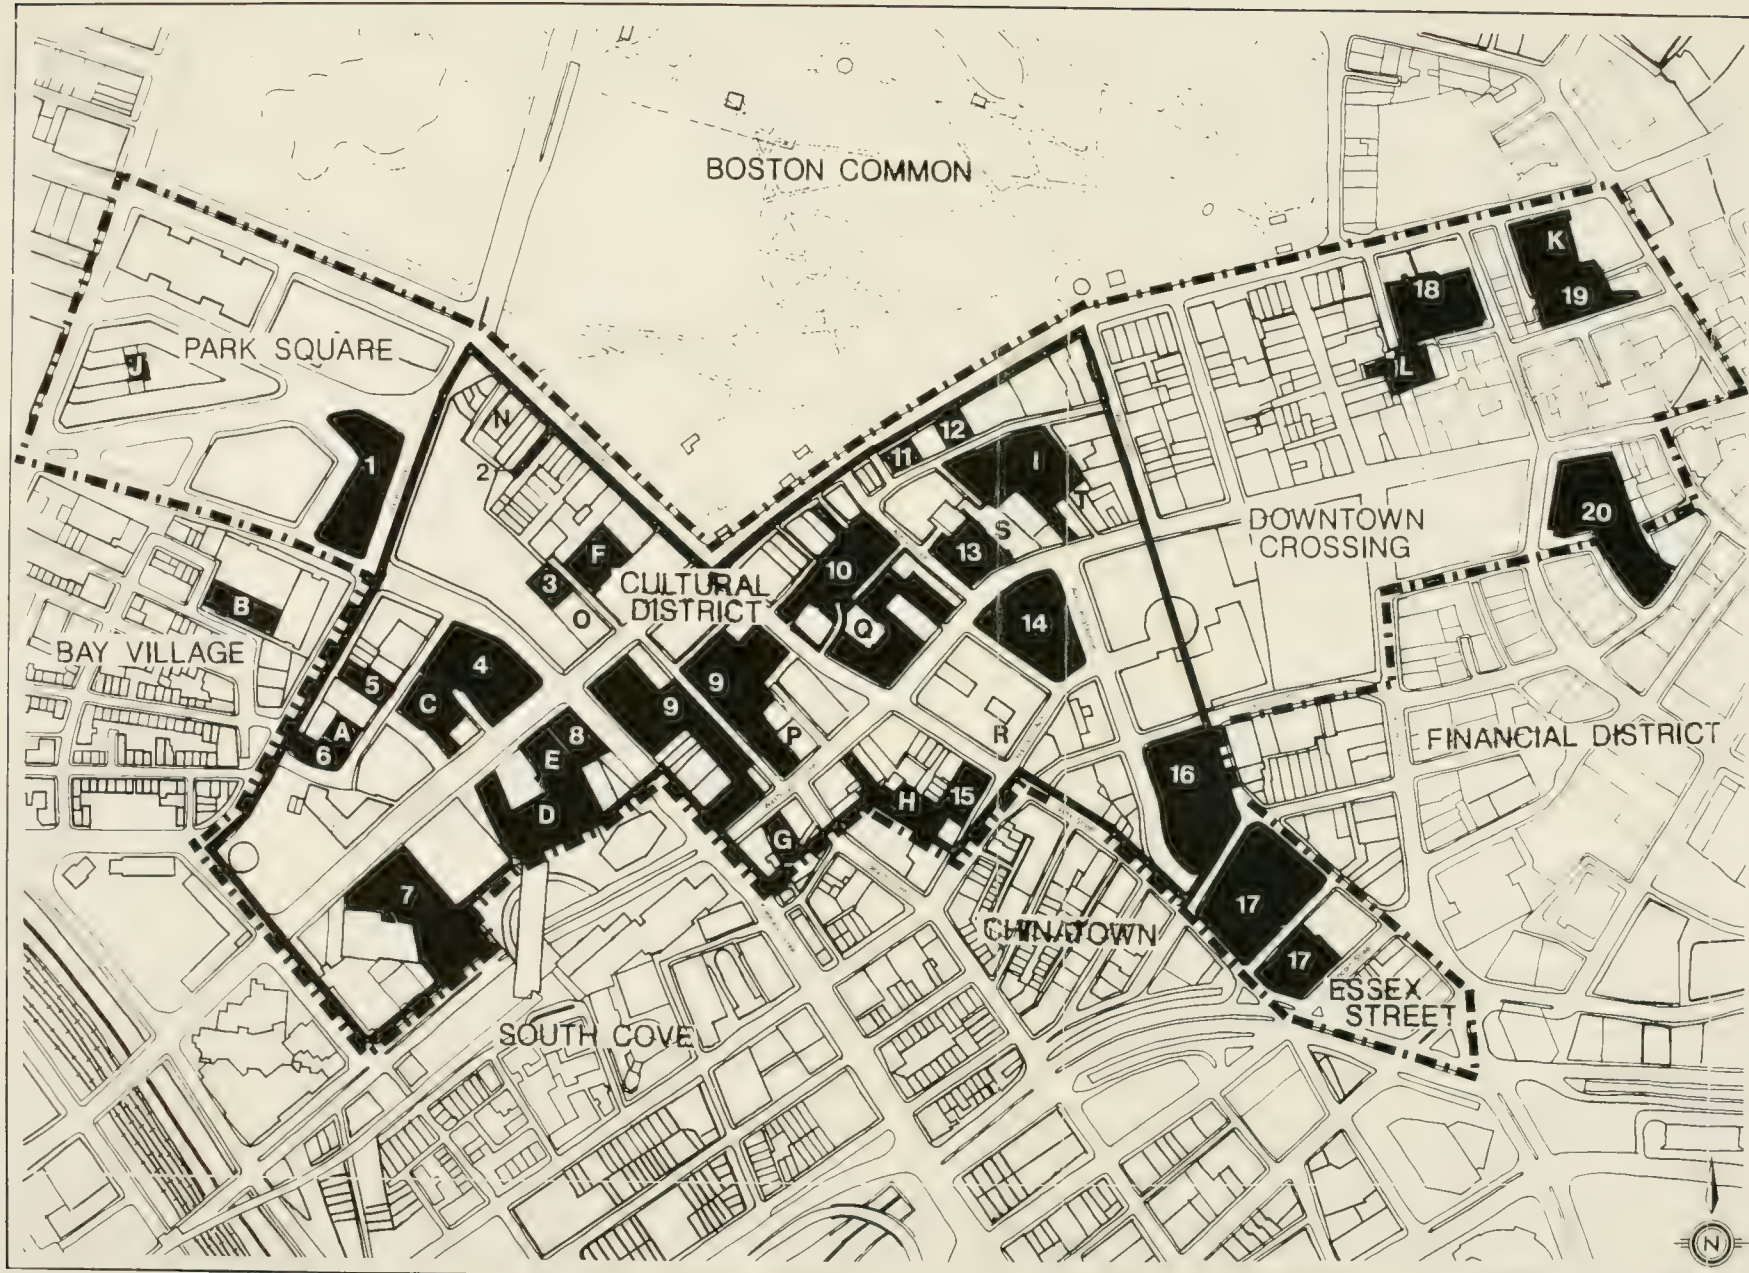 BOSTON COMMON
K
18
19
PARK SQUARE
J
L
N
12
1
2
11
I
T
S
DOWNTOWN
CROSSING
20
13
F
10
3
CULTURAL
DISTRICT
B
O
14
Q
BAY VILLAGE
4
5
9
C
9
A
P
R
FINANCIAL DISTRICT
6
8
E
16
D
H
15
G
7
17
CHINATOWN
17
ESSEX
STREET
SOUTH COVE
N